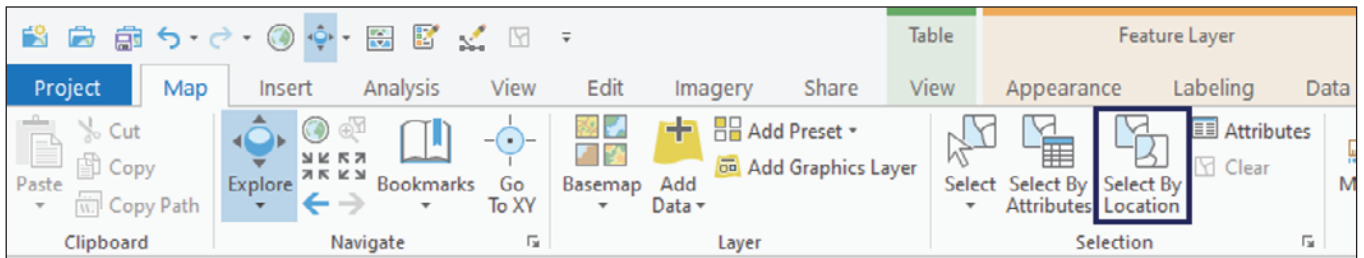 Table Feature Layer
Project Map Insert Analysis View Edit Imagery Share View Appearance Labeling Data
Cut Add Preset Attributes
Copy Add Graphics Layer Clear
Paste Explore Bookmarks Go Basemap Add Select Select By Select By M
Copy Path To XY Data Attributes Location
Clipboard Navigate Layer Selection